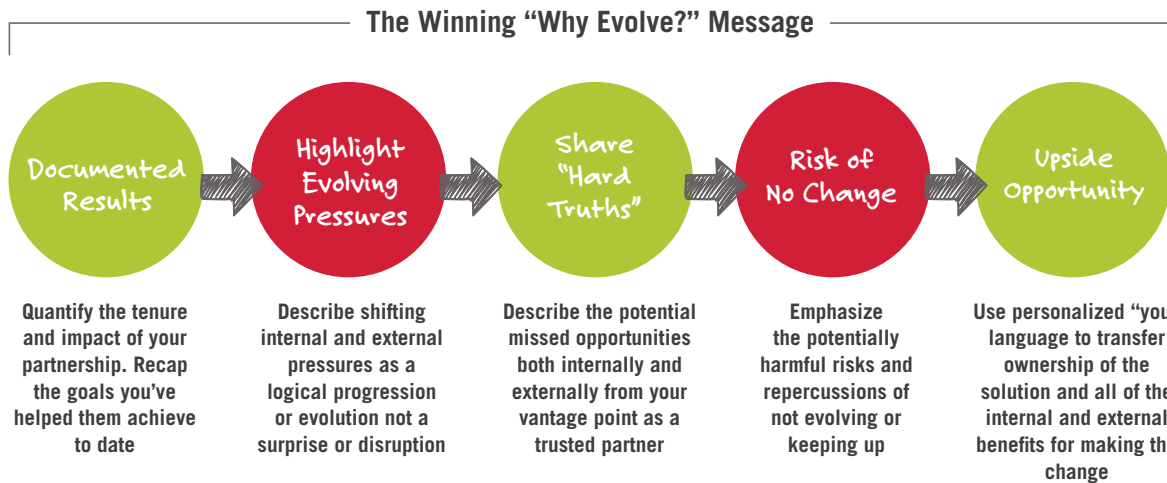 The Winning “Why Evolve?” Message
Documented
Results
Highlight
Evolving
Pressures
Share
“Hard
Truths”
Risk of
No Change
Upside
Opportunity
Quantify the tenure
and impact of your
partnership. Recap
the goals you’ve
helped them achieve
to date
Describe shifting
internal and external
pressures as a
logical progression
or evolution not a
surprise or disruption
Describe the potential
missed opportunities
both internally and
externally from your
vantage point as a
trusted partner
Emphasize
the potentially
harmful risks and
repercussions of
not evolving or
keeping up
Use personalized “you
language to transfer
ownership of the
solution and all of the
internal and external
benefits for making th
change